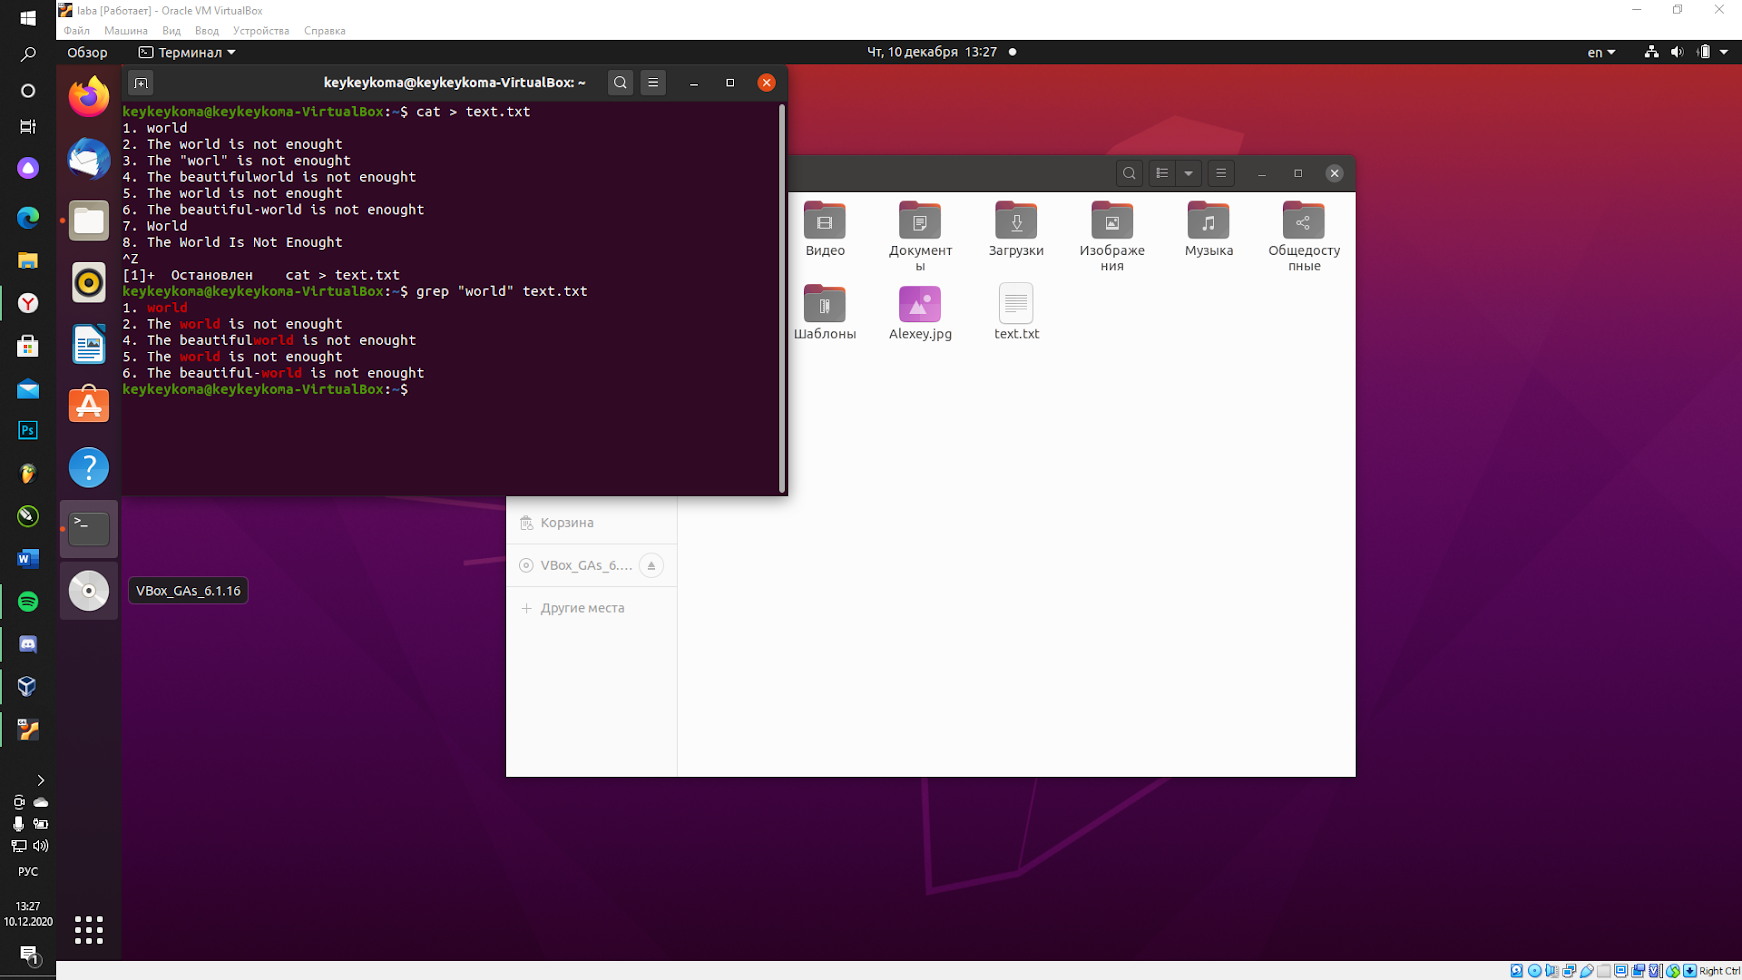 laba [Работает] - Oracle VM VirtualBox
Файл Машина Вид Ввод Устройства Справка
Обзор Терминал Чт, 10 декабря 13:27 en
keykeykoma@keykeykoma-VirtualBox: ~
keykeykoma@keykeykoma-VirtualBox:~$ cat > text.txt
1. world
2. The world is not enought
3. The "worl" is not enought
4. The beautifulworld is not enought
5. The world is not enought
6. The beautiful-world is not enought
7. World
8. The World Is Not Enought
^Z
[1]+ Остановлен cat > text.txt
keykeykoma@keykeykoma-VirtualBox:~$ grep "world" text.txt
1. world
2. The world is not enought
4. The beautifulworld is not enought
5. The world is not enought
6. The beautiful-world is not enought
keykeykoma@keykeykoma-VirtualBox:~$
Видео Документ Загрузки Изображе Музыка Общедосту
ы ния пные
Шаблоны Alexey.jpg text.txt
Корзина
VBox_GAs_6....
Другие места
VBox_GAs_6.1.16
Ps
W
РУС
13:27
10.12.2020
1
Right Ctrl